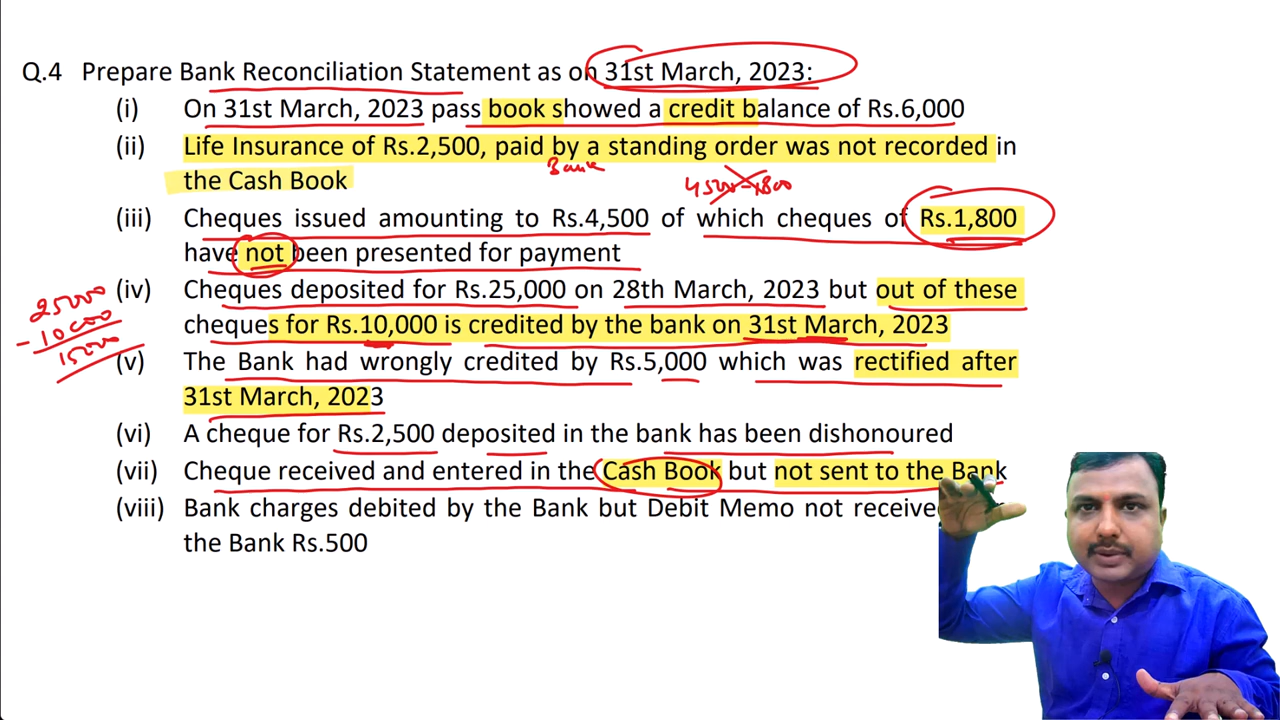 Q.4 Prepare Bank Reconciliation Statement as on 31st March, 2023:
(i) On 31st March, 2023 pass book showed a credit balance of Rs.6,000
(ii) Life Insurance of Rs.2,500, paid by a standing order was not recorded in
Bank
the Cash Book
4500-1800
(iii) Cheques issued amounting to Rs.4,500 of which cheques of Rs.1,800
have not been presented for payment
(iv) Cheques deposited for Rs.25,000 on 28th March, 2023 but out of these
25000
cheques for Rs.10,000 is credited by the bank on 31st March, 2023
-10000
15000
(v) The Bank had wrongly credited by Rs.5,000 which was rectified after
31st March, 2023
(vi) A cheque for Rs.2,500 deposited in the bank has been dishonoured
(vii) Cheque received and entered in the Cash Book but not sent to the Bank
(viii) Bank charges debited by the Bank but Debit Memo not receive
the Bank Rs.500